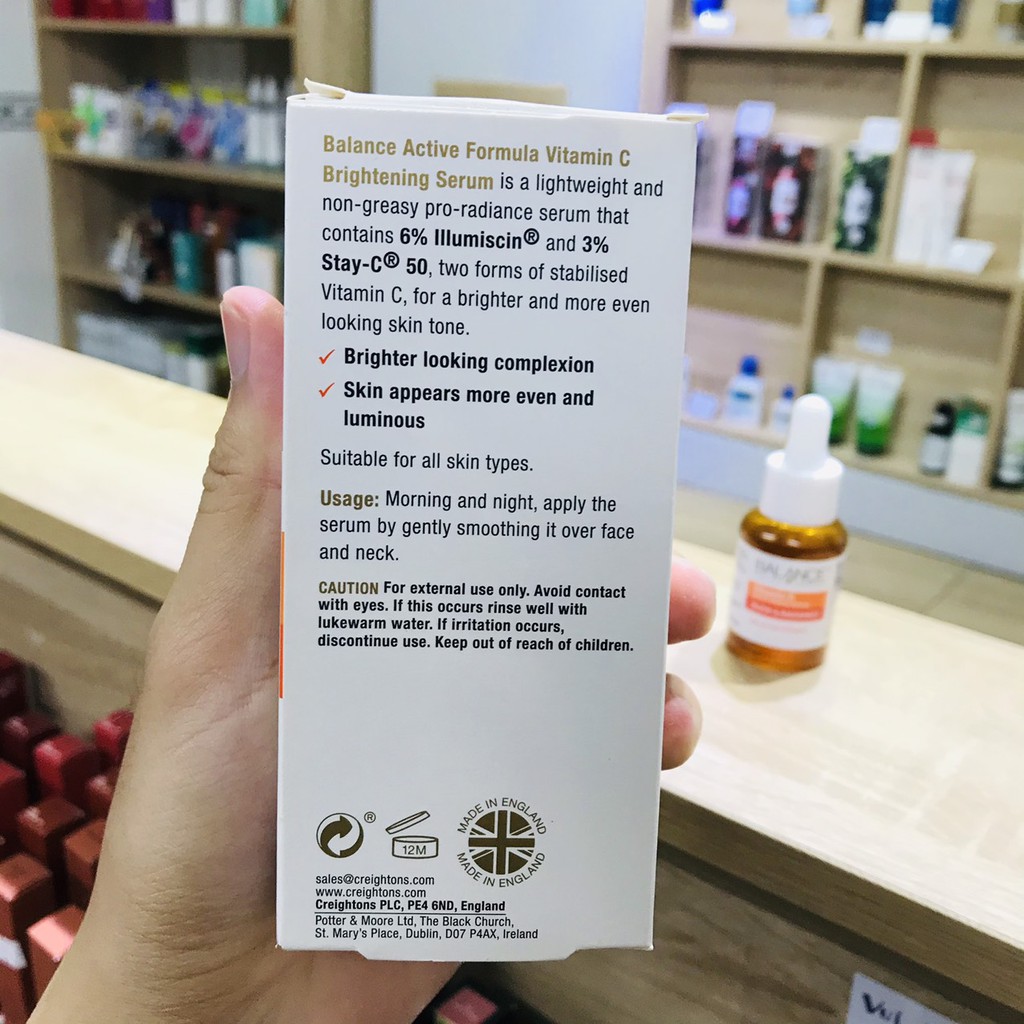 Balance Active Formula Vitamin C
Brightening Serum is a lightweight and
non-greasy pro-radiance serum that
contains 6% Illumiscin® and 3%
Stay-C® 50, two forms of stabilised
Vitamin C, for a brighter and more even
looking skin tone.
✓ Brighter looking complexion
✓ Skin appears more even and
luminous
Suitable for all skin types.
Usage: Morning and night, apply the
serum by gently smoothing it over face
and neck.
CAUTION For external use only. Avoid contact
with eyes. If this occurs rinse well with
lukewarm water. If irritation occurs,
discontinue use. Keep out of reach of children.
®
12M
MADE IN ENGLAND
MADE IN ENGLAND
sales@creightons.com
www.creightons.com
Creightons PLC, PE4 6ND, England
Potter & Moore Ltd, The Black Church,
St. Mary's Place, Dublin, D07 P4AX, Ireland
BALANCE